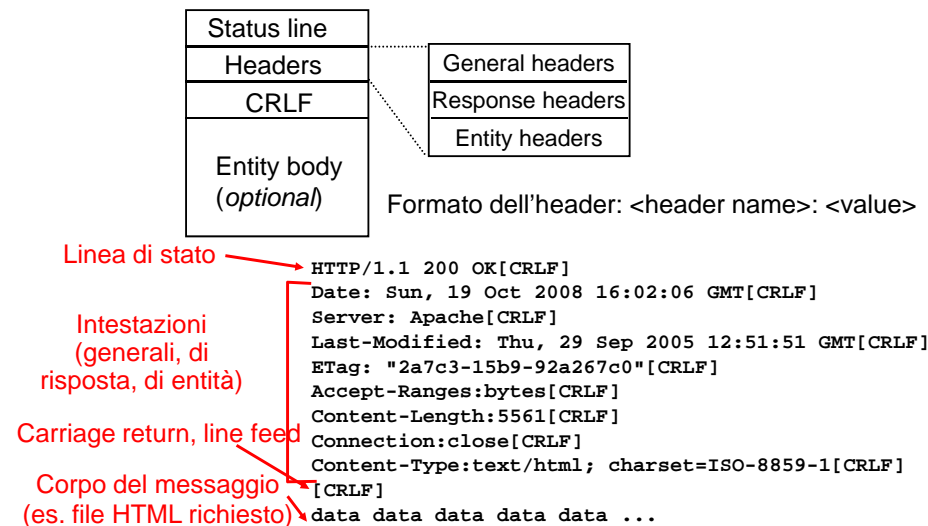 Status line
Headers
CRLF
Entity body
(optional)
General headers
Response headers
Entity headers
Formato dell'header: <header name>: <value>
Linea di stato
HTTP/1.1 200 OK[CRLF]
Date: Sun, 19 Oct 2008 16:02:06 GMT[CRLF]
Server: Apache[CRLF]
Last-Modified: Thu, 29 Sep 2005 12:51:51 GMT[CRLF]
ETag: "2a7c3-15b9-92a267c0"[CRLF]
Accept-Ranges:bytes[CRLF]
Content-Length:5561[CRLF]
Connection:close[CRLF]
Content-Type:text/html; charset=ISO-8859-1[CRLF]
[CRLF]
data data data data data ...
Intestazioni
(generali, di
risposta, di entità)
Carriage return, line feed
Corpo del messaggio
(es. file HTML richiesto)